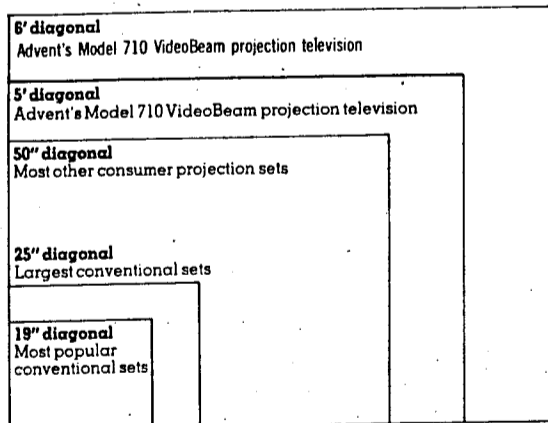 6' diagonal
Advent's Model 710 VideoBeam projection television
5' diagonal
Advent's Model 710 VideoBeam projection television
50" diagonal
Most other consumer projection sets
25" diagonal
Largest conventional sets
19" diagonal
Most popular
conventional sets